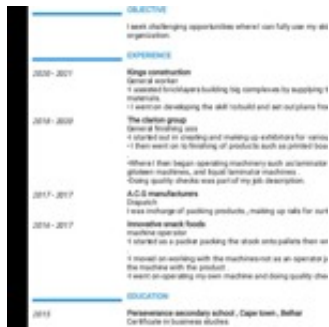 OBJECTIVE
I seek challenging opportunities where I can fully use my
organization.
EXPERIENCE
2020 - 2021
Kings construction
General worker
I assisted bricklayers building big complexes by supplying
materials.
I went on developing the skill to build and set out plans
2018 - 2020
The clarion group
General finishing
I started out in creating and making up exhibitors for
I then went on to finishing of products such as printed
Where I then began operating machinery such as laminator
machines, and liquid laminator machines.
Doing quality checks was part of my job description.
2017 - 2017
A.C.G manufacturers
Dispatch
I was incharge of packing products, making up rails for
2016 - 2017
Innovative snack foods
machine operator
I started as a packer packing the stock onto pallets then
I moved on working with the machines not as an operator
the machine with the product.
I went on operating my own machine and doing quality
EDUCATION
2015
Perseverance secondary school, Cape town, Belhar
Certificate in business studies